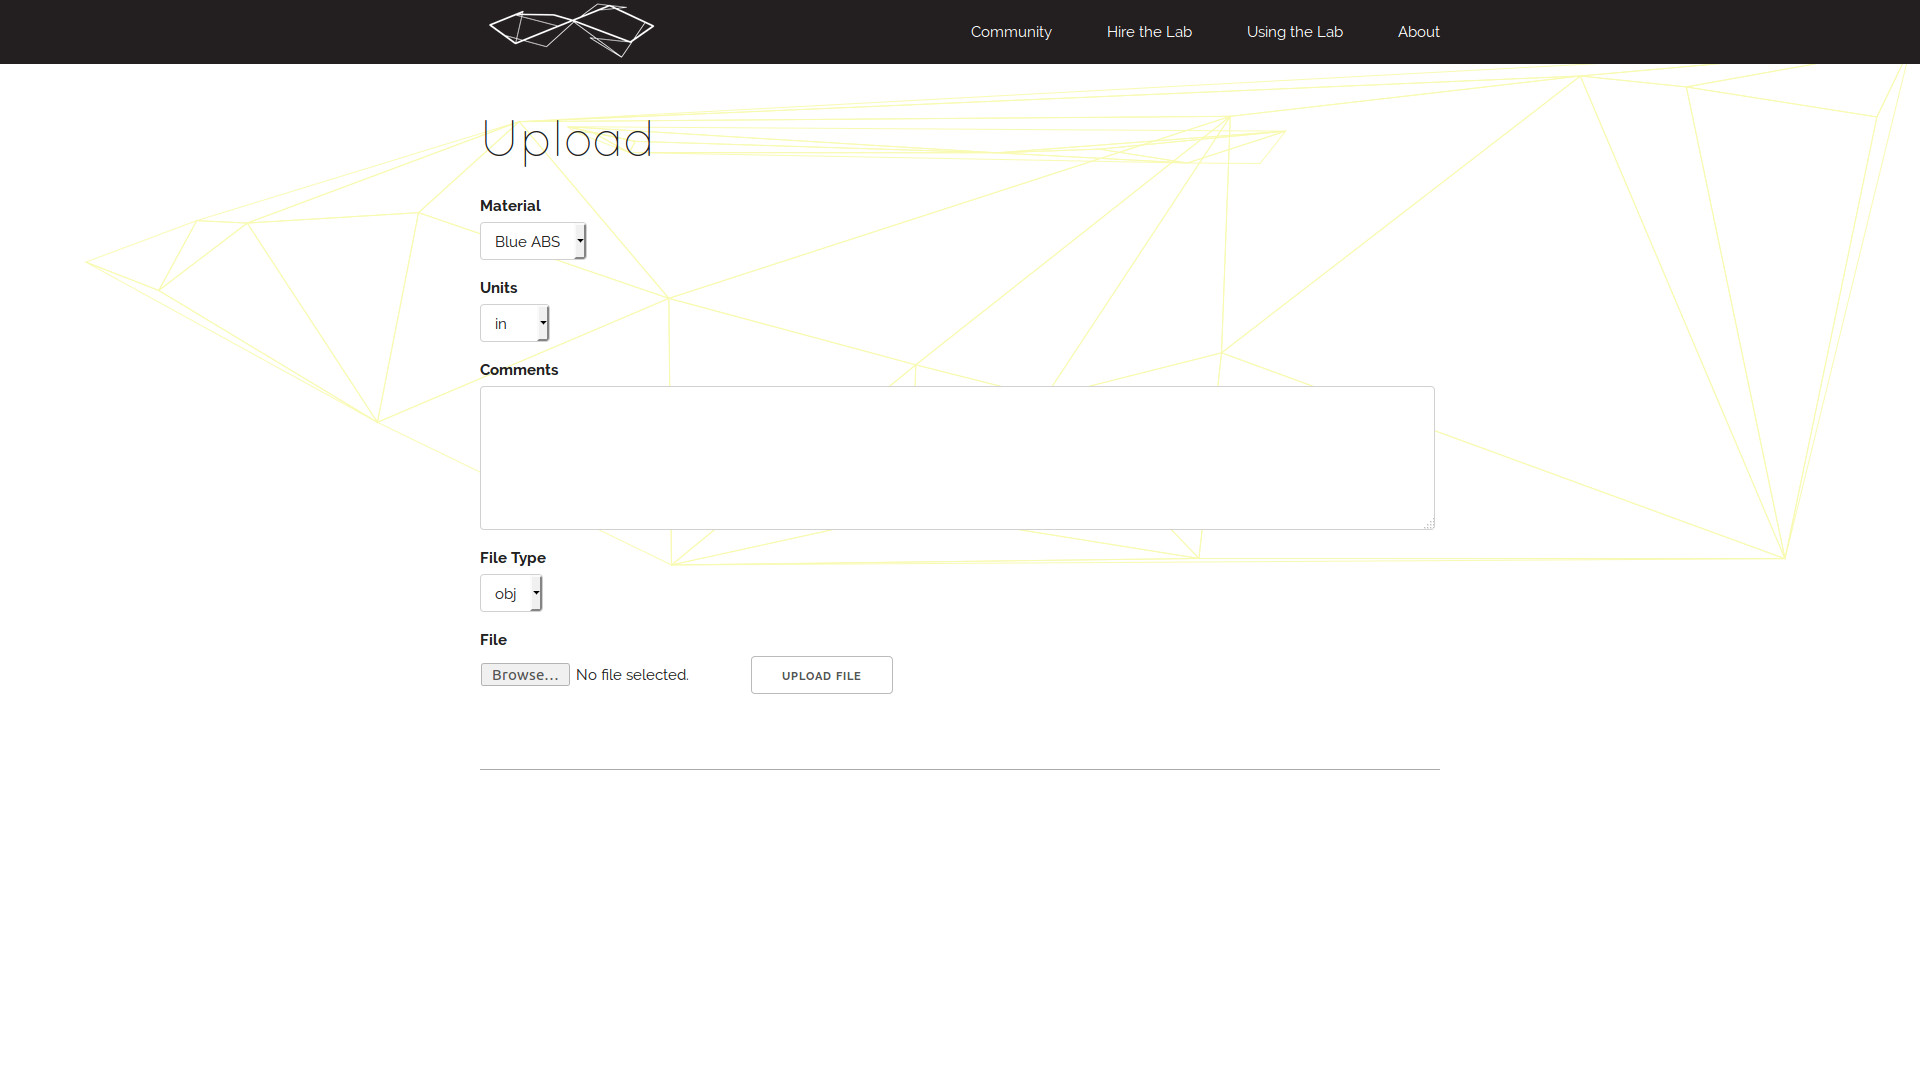 Community
Hire the Lab
Using the Lab
About
Upload
Material
Blue ABS
Units
in
Comments
File Type
obj
File
Browse...
No file selected.
UPLOAD FILE